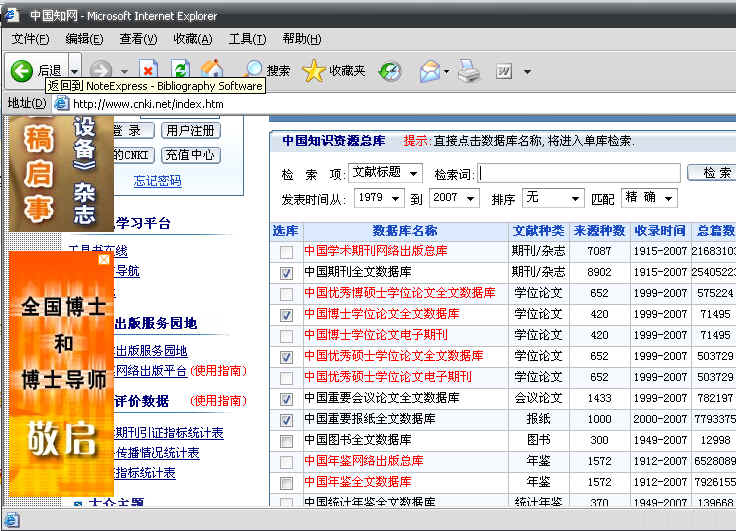 中国知网 - Microsoft Internet Explorer
文件(F) 编辑(E) 查看(V) 收藏(A) 工具(T) 帮助(H)
后退 搜索 收藏夹
返回到 NoteExpress - Bibliography Software
地址(D) http://www.cnki.net/index.htm
登 录 用户注册
的CNKI 充值中心
忘记密码
设备》杂志
稿启事
学习平台
工具书在线
导航
全国博士
和
博士导师
敬启
出版服务园地
出版服务园地
网络出版平台 (使用指南)
评价数据 (使用指南)
期刊引证指标统计表
传播情况统计表
指标统计表
大众主题
中国知识资源总库 提示:直接点击数据库名称,将进入单库检索.
检 索 项: 文献标题 检索词: 检 索
发表时间从: 1979 到 2007 排序 无 匹配 精 确
选库 数据库名称 文献种类 来源种数 收录时间 总篇数
中国学术期刊网络出版总库 期刊/杂志 7087 1915-2007 21683103
中国期刊全文数据库 期刊/杂志 8902 1915-2007 25405223
中国优秀博硕士学位论文全文数据库 学位论文 652 1999-2007 575224
中国博士学位论文全文数据库 学位论文 420 1999-2007 71495
中国博士学位论文电子期刊 学位论文 420 1999-2007 71495
中国优秀硕士学位论文全文数据库 学位论文 652 1999-2007 503729
中国优秀硕士学位论文电子期刊 学位论文 652 1999-2007 503729
中国重要会议论文全文数据库 会议论文 1433 1999-2007 782197
中国重要报纸全文数据库 报纸 1000 2000-2007 7793375
中国图书全文数据库 图书 300 1949-2007 12998
中国年鉴网络出版总库 年鉴 1572 1912-2007 6528089
中国年鉴全文数据库 年鉴 1572 1912-2007 7926155
中国统计年鉴全文数据库 统计年鉴 370 1949-2007 139668